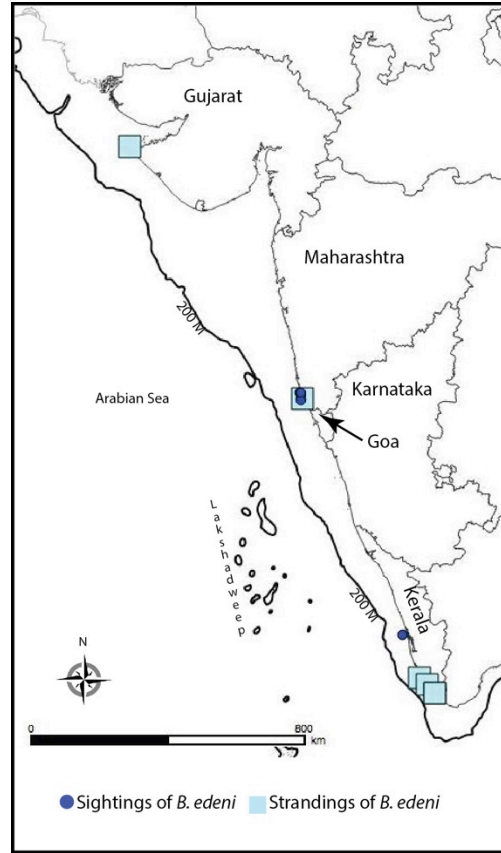 Gujarat
Maharashtra
200 M
Karnataka
Arabian Sea
Goa
Lakshadweep
Kerala
200 M
N
0 800
km
Sightings of B. edeni Strandings of B. edeni